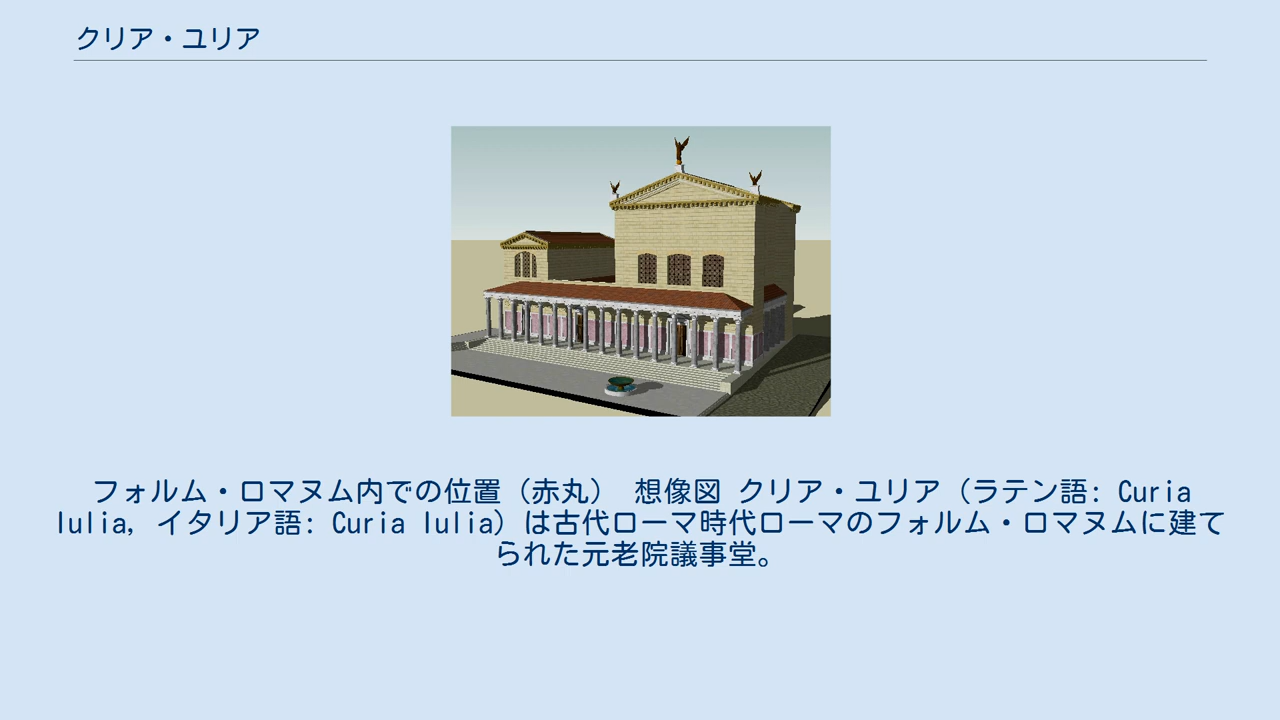 クリア・ユリア
フォルム・ロマヌム内での位置（赤丸） 想像図 クリア・ユリア（ラテン語: Curia
Iulia, イタリア語: Curia Iulia）は古代ローマ時代ローマのフォルム・ロマヌムに建て
られた元老院議事堂。